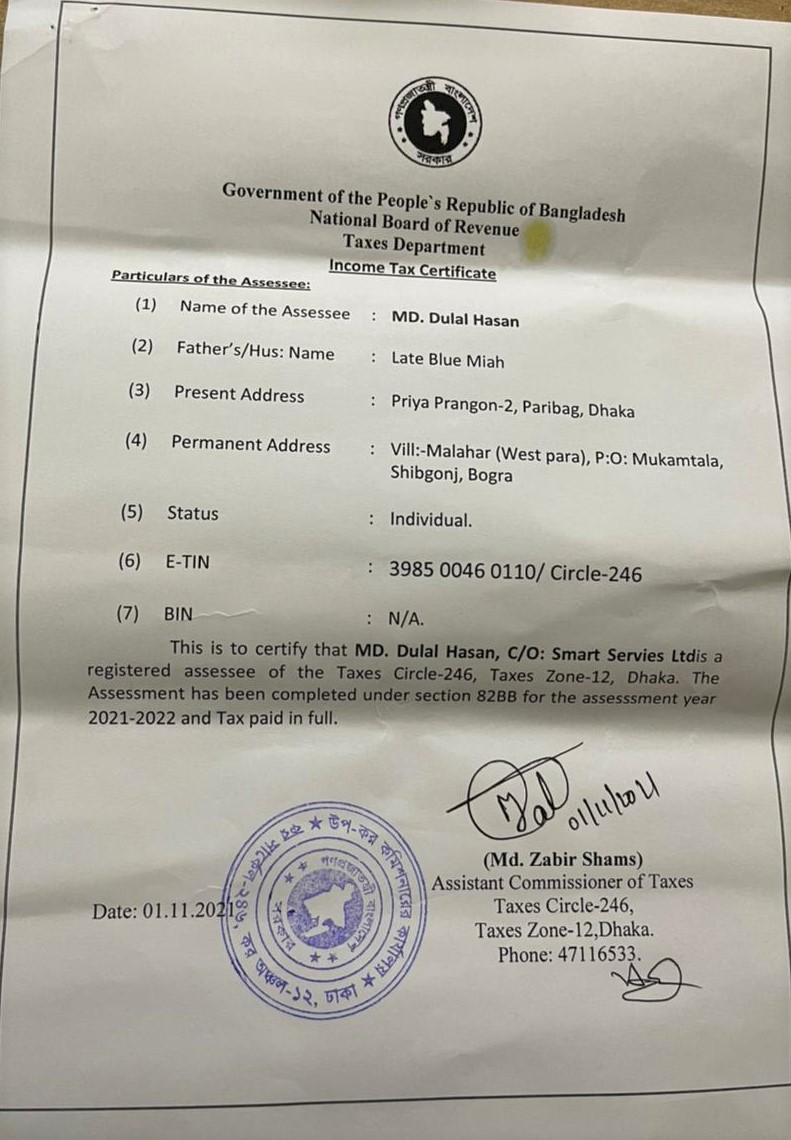 গণপ্রজাতন্ত্রী বাংলাদেশ
সরকার
Government of the People`s Republic of Bangladesh
National Board of Revenue
Taxes Department
Income Tax Certificate
Particulars of the Assessee:
(1) Name of the Assessee : MD. Dulal Hasan
(2) Father's/Hus: Name : Late Blue Miah
(3) Present Address : Priya Prangon-2, Paribag, Dhaka
(4) Permanent Address : Vill:-Malahar (West para), P:O: Mukamtala,
Shibgonj, Bogra
(5) Status : Individual.
(6) E-TIN : 3985 0046 0110/ Circle-246
(7) BIN : N/A.
This is to certify that MD. Dulal Hasan, C/O: Smart Servies Ltdis a
registered assessee of the Taxes Circle-246, Taxes Zone-12, Dhaka. The
Assessment has been completed under section 82BB for the assesssment year
2021-2022 and Tax paid in full.
01/11/2021
(Md. Zabir Shams)
Assistant Commissioner of Taxes
Taxes Circle-246,
Taxes Zone-12,Dhaka.
Phone: 47116533.
Date: 01.11.2021
উপ-কর কমিশনারের কার্যালয় ★ কর সার্কেল-২৪৬, কর অঞ্চল-১২, ঢাকা ★
গণপ্রজাতন্ত্রী বাংলাদেশ
সরকার